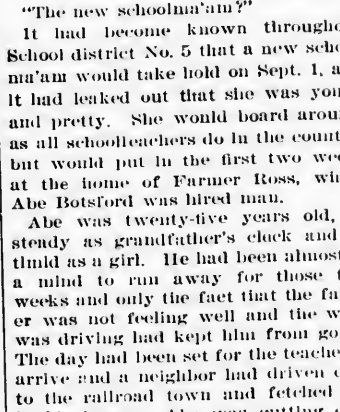 "The new schoolma'am?"
It had become known througho
School district No. 5 that a new scho
ma'am would take hold on Sept. 1, a
it had leaked out that she was you
and pretty. She would board arou
as all schoolteachers do in the count
but would put in the first two wee
at the home of Farmer Ross, wh
Abe Botsford was hired man.
Abe was twenty-five years old,
steady as grandfather's clock and
timid as a girl. He had been almost
a mind to run away for those t
weeks and only the fact that the fa
er was not feeling well and the w
was driving had kept him from go
The day had been set for the teache
arrive and a neighbor had driven o
to the railroad town and fetched